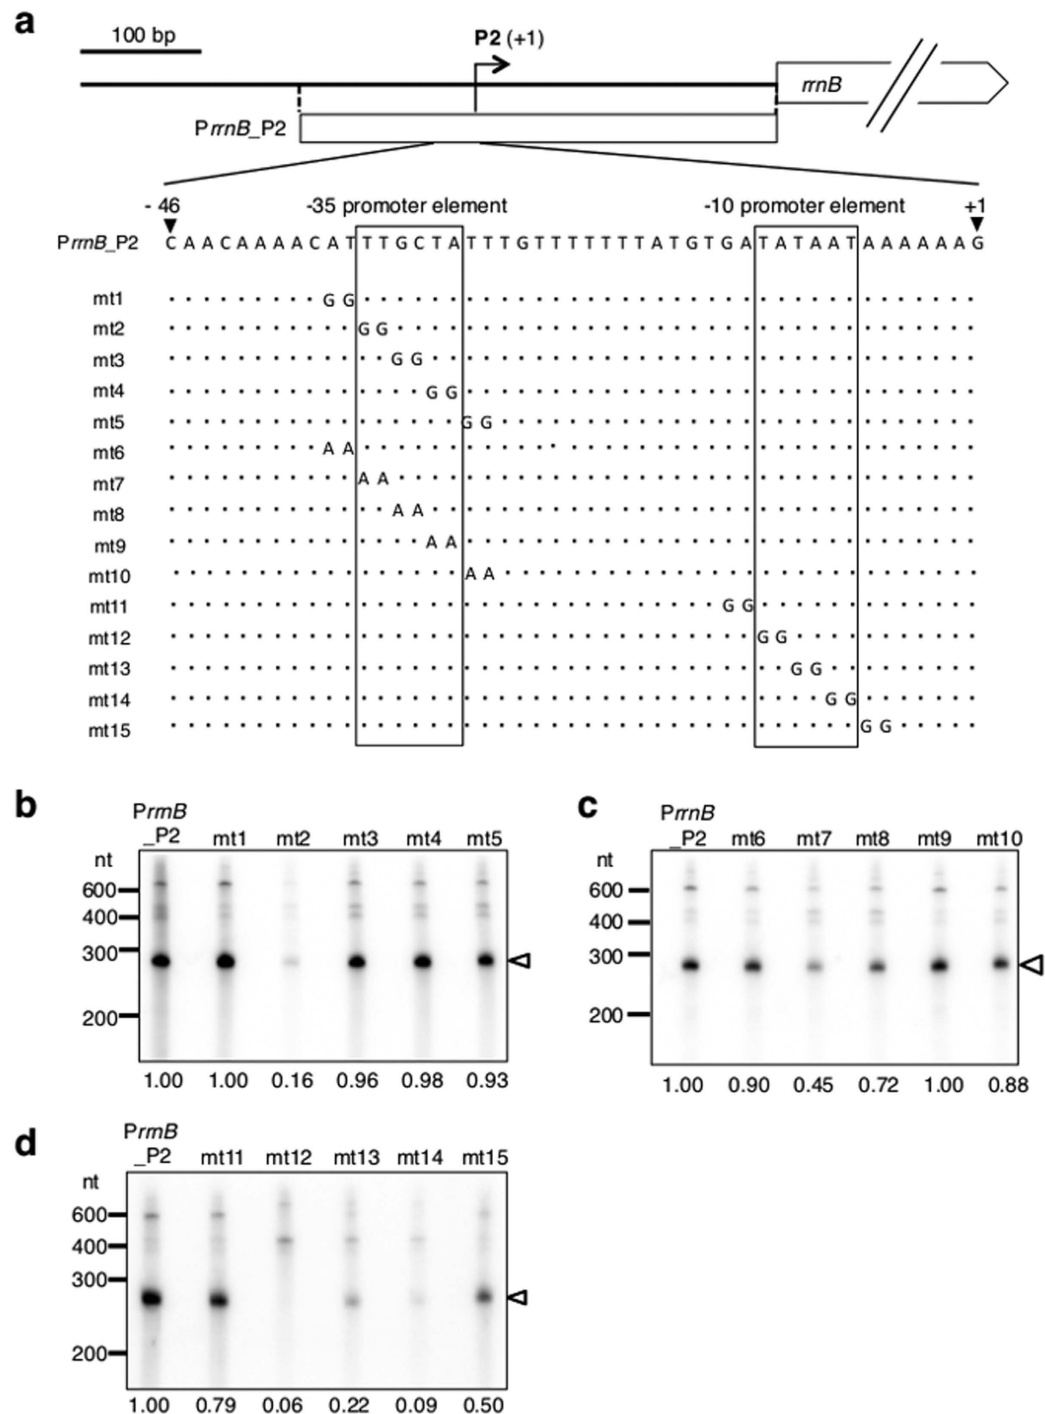 a
100 bp
P2 (+1)
rrnB
PrrnB_P2
- 46 -35 promoter element -10 promoter element +1
PrrnB_P2 C A A C A A A A C A T T T G C T A T T T G T T T T T T T A T G T G A T A T A A T A A A A A A G
mt1 . . . . . . . . . G G . . . . . . . . . . . . . . . . . . . . . . . . . . . . . . . . . . . .
mt2 . . . . . . . . . . . G G . . . . . . . . . . . . . . . . . . . . . . . . . . . . . . . . . .
mt3 . . . . . . . . . . . . . G G . . . . . . . . . . . . . . . . . . . . . . . . . . . . . . . .
mt4 . . . . . . . . . . . . . . . G G . . . . . . . . . . . . . . . . . . . . . . . . . . . . . .
mt5 . . . . . . . . . . . . . . . . . G G . . . . . . . . . . . . . . . . . . . . . . . . . . . .
mt6 . . . . . . . . . A A . . . . . . . . . . . . . . . . . . . . . . . . . . . . . . . . . . . .
mt7 . . . . . . . . . . . A A . . . . . . . . . . . . . . . . . . . . . . . . . . . . . . . . . .
mt8 . . . . . . . . . . . . . A A . . . . . . . . . . . . . . . . . . . . . . . . . . . . . . . .
mt9 . . . . . . . . . . . . . . . A A . . . . . . . . . . . . . . . . . . . . . . . . . . . . . .
mt10 . . . . . . . . . . . . . . . . . A A . . . . . . . . . . . . . . . . . . . . . . . . . . . .
mt11 . . . . . . . . . . . . . . . . . . . . . . . . . . . . . . . . G G . . . . . . . . . . . . .
mt12 . . . . . . . . . . . . . . . . . . . . . . . . . . . . . . . . . . G G . . . . . . . . . . .
mt13 . . . . . . . . . . . . . . . . . . . . . . . . . . . . . . . . . . . . G G . . . . . . . . .
mt14 . . . . . . . . . . . . . . . . . . . . . . . . . . . . . . . . . . . . . . G G . . . . . . .
mt15 . . . . . . . . . . . . . . . . . . . . . . . . . . . . . . . . . . . . . . . . G G . . . . .
b
PrrnB
_P2 mt1 mt2 mt3 mt4 mt5
nt
600
400
300
200
1.00 1.00 0.16 0.96 0.98 0.93
c
PrrnB
_P2 mt6 mt7 mt8 mt9 mt10
nt
600
400
300
200
1.00 0.90 0.45 0.72 1.00 0.88
d
PrrnB
_P2 mt11 mt12 mt13 mt14 mt15
nt
600
400
300
200
1.00 0.79 0.06 0.22 0.09 0.50